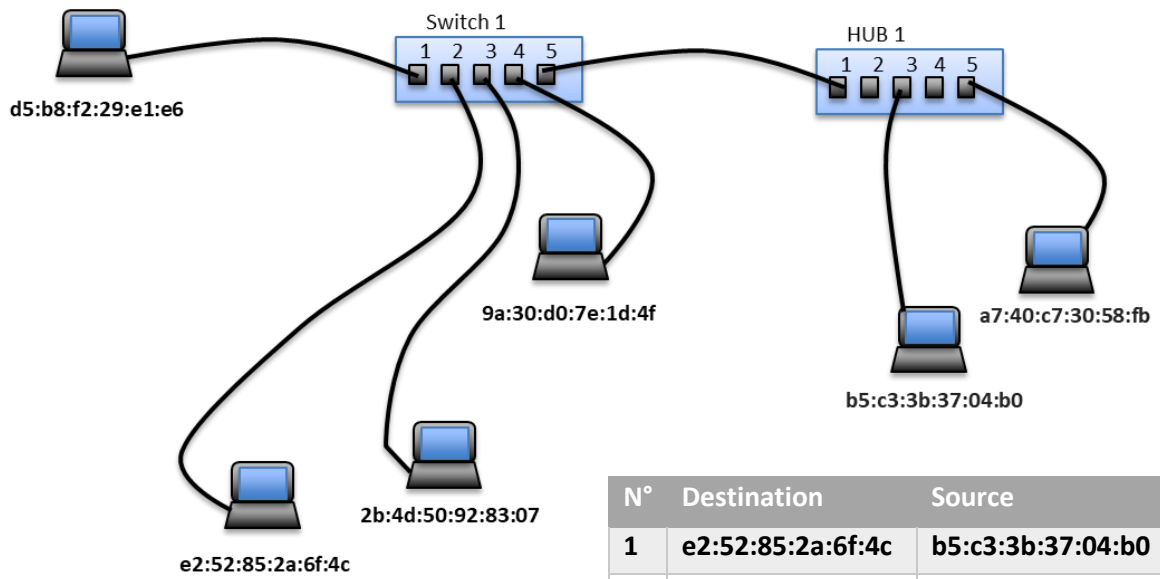 Switch 1
HUB 1
1 2 3 4 5
1 2 3 4 5
d5:b8:f2:29:e1:e6
9a:30:d0:7e:1d:4f
a7:40:c7:30:58:fb
b5:c3:3b:37:04:b0
2b:4d:50:92:83:07
e2:52:85:2a:6f:4c
N° Destination Source
1 e2:52:85:2a:6f:4c b5:c3:3b:37:04:b0